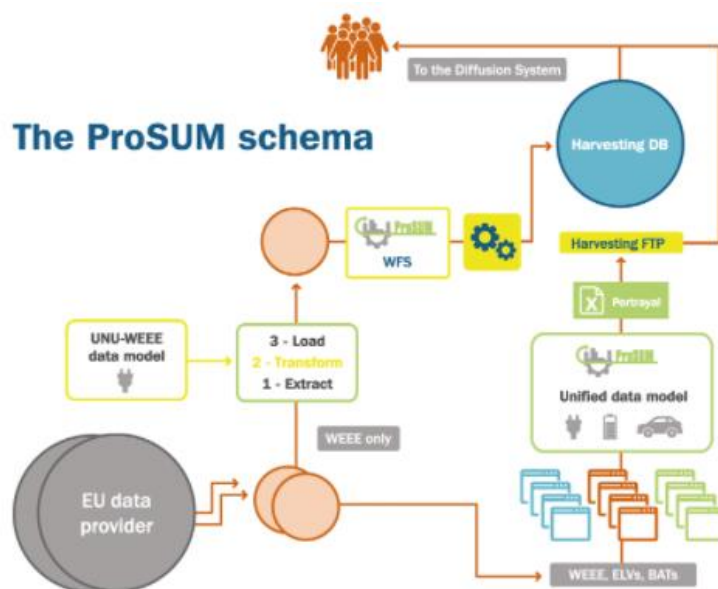 To the Diffusion System
The ProSUM schema
Harvesting DB
ProSUM
WFS
Harvesting FTP
Portrayal
UNU-WEEE
data model
3 - Load
2 - Transform
1 - Extract
ProSUM
Unified data model
WEEE only
EU data
provider
WEEE, ELVs, BATs